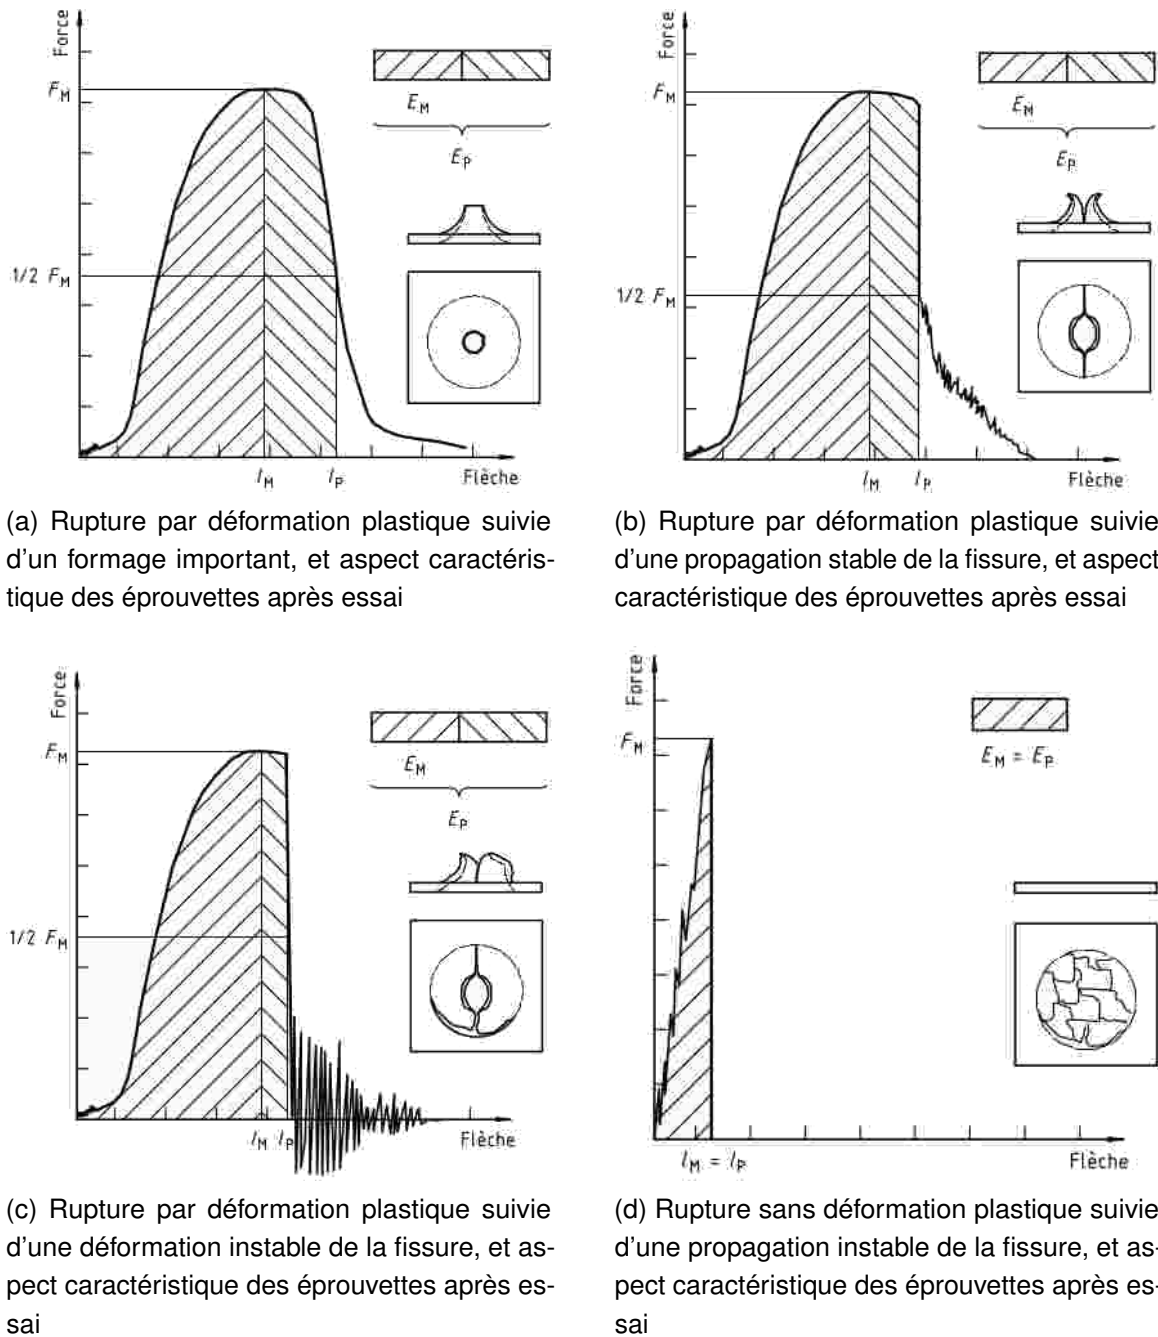 Force
F_M
1/2 F_M
l_M
l_P
Flèche
E_M
E_P
(a) Rupture par déformation plastique suivie
d'un formage important, et aspect caractéris-
tique des éprouvettes après essai
Force
F_M
1/2 F_M
l_M
l_P
Flèche
E_M
E_P
(b) Rupture par déformation plastique suivie
d'une propagation stable de la fissure, et aspect
caractéristique des éprouvettes après essai
Force
F_M
1/2 F_M
l_M l_P
Flèche
E_M
E_P
(c) Rupture par déformation plastique suivie
d'une déformation instable de la fissure, et as-
pect caractéristique des éprouvettes après es-
sai
Force
F_M
l_M = l_P
Flèche
E_M = E_P
(d) Rupture sans déformation plastique suivie
d'une propagation instable de la fissure, et as-
pect caractéristique des éprouvettes après es-
sai